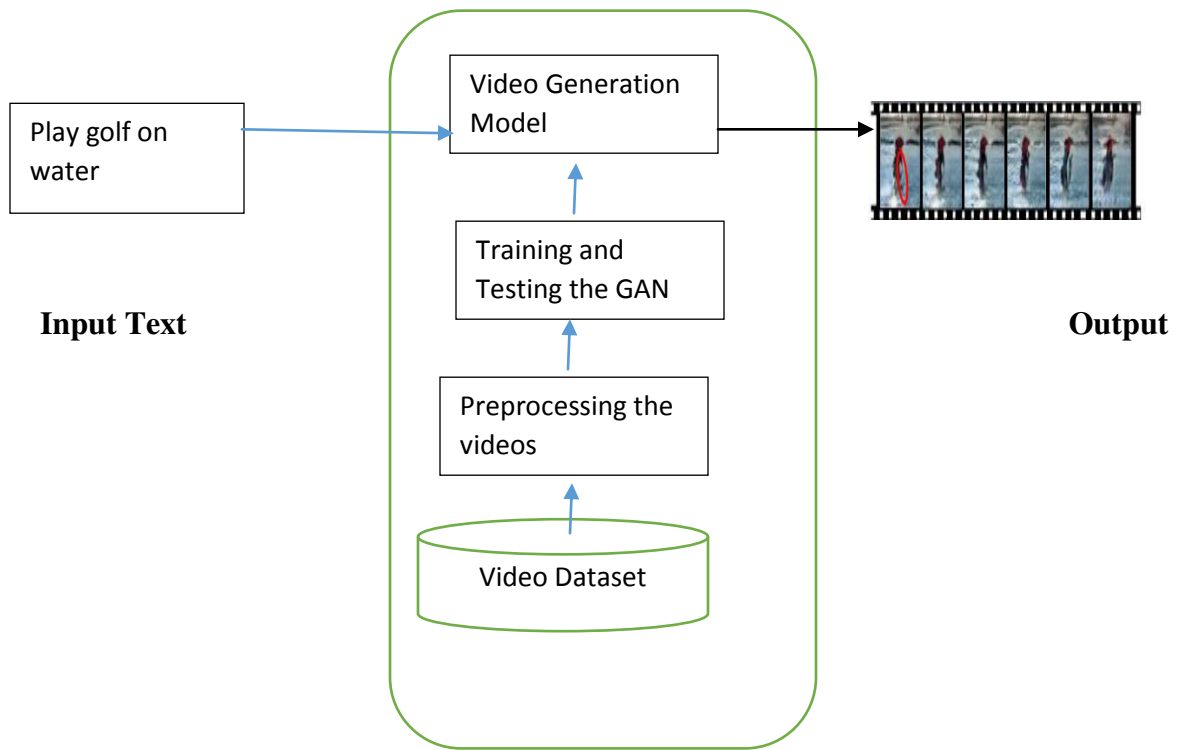 Video Generation
Model
Play golf on
water
Training and
Testing the GAN
Input Text
Output
Preprocessing the
videos
Video Dataset